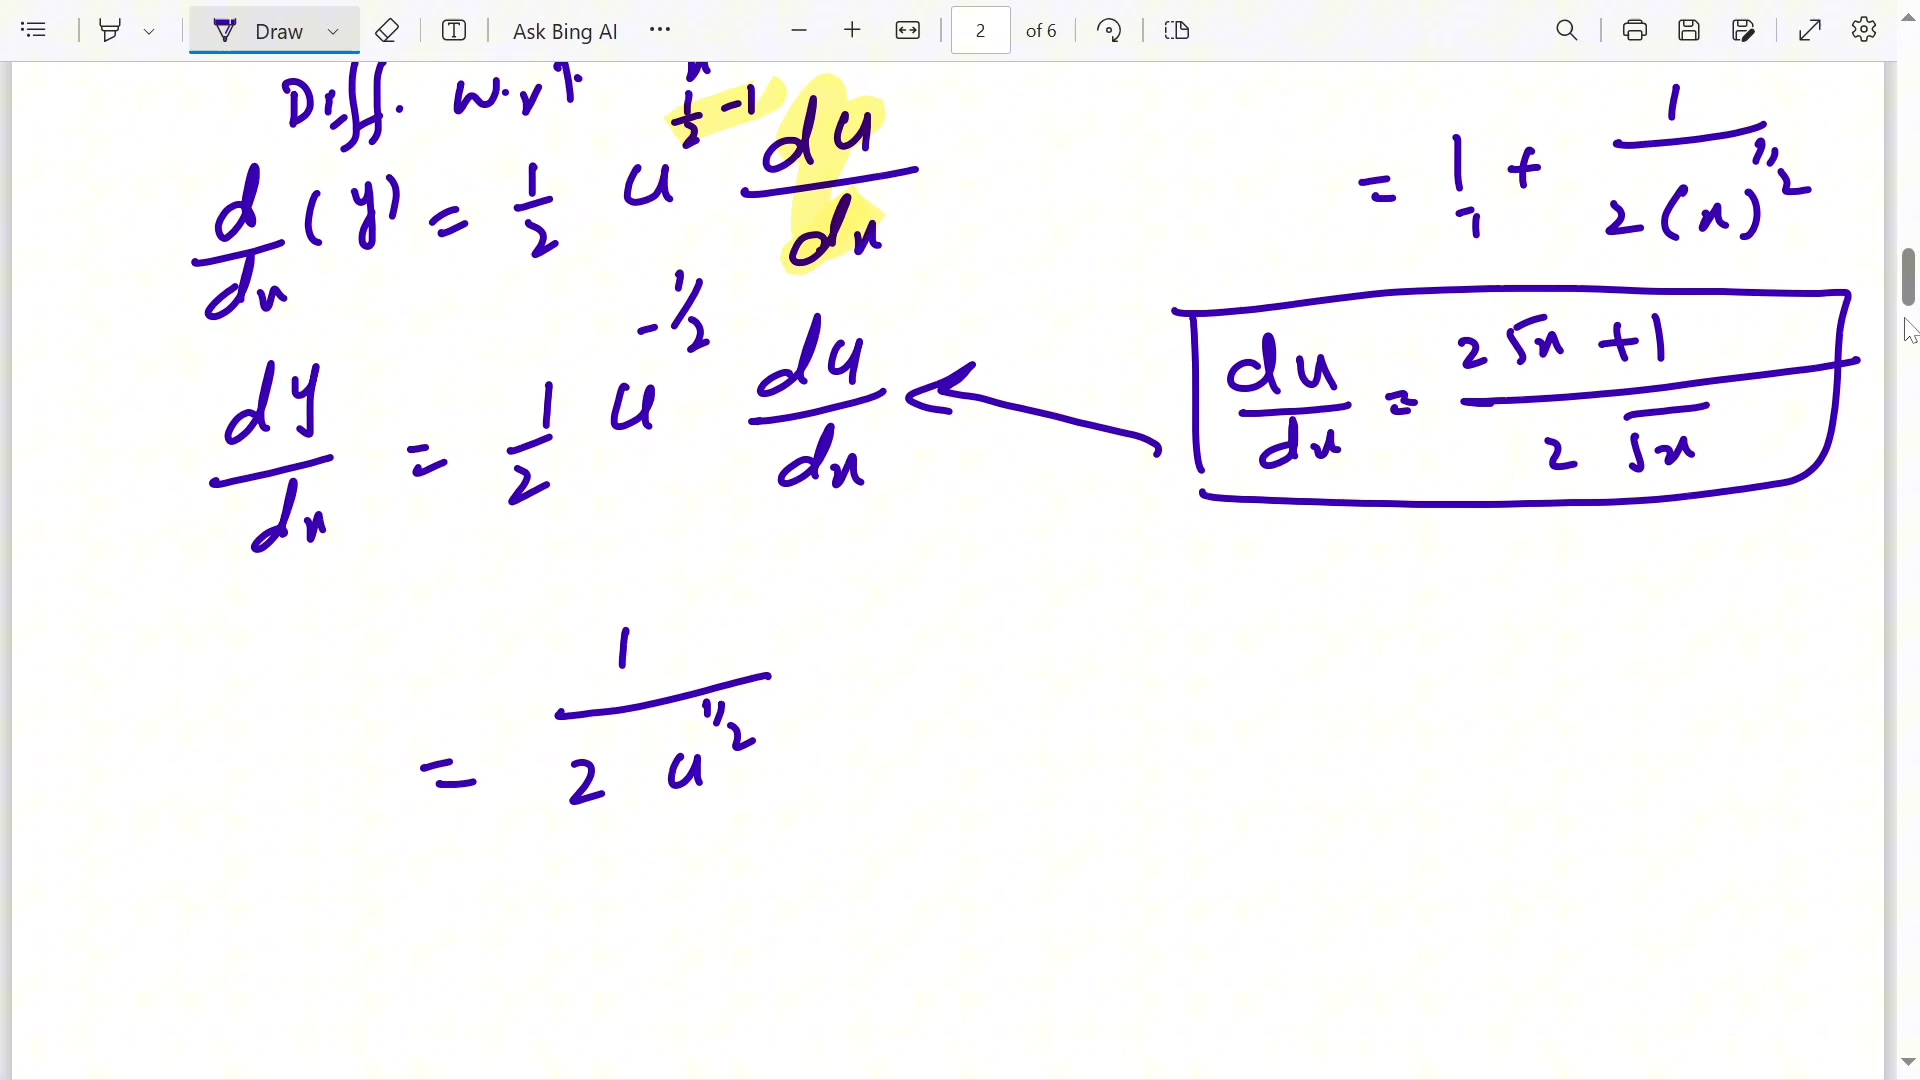 Draw Ask Bing AI 2 of 6
Diff. w.r.t. x
d/dx (y) = 1/2 u^(1/2 - 1) du/dx
dy/dx = 1/2 u^(-1/2) du/dx
= 1/(2 u^(1/2))
= 1/1 + 1/(2(x)^(1/2))
du/dx = (2√x + 1)/(2√x)